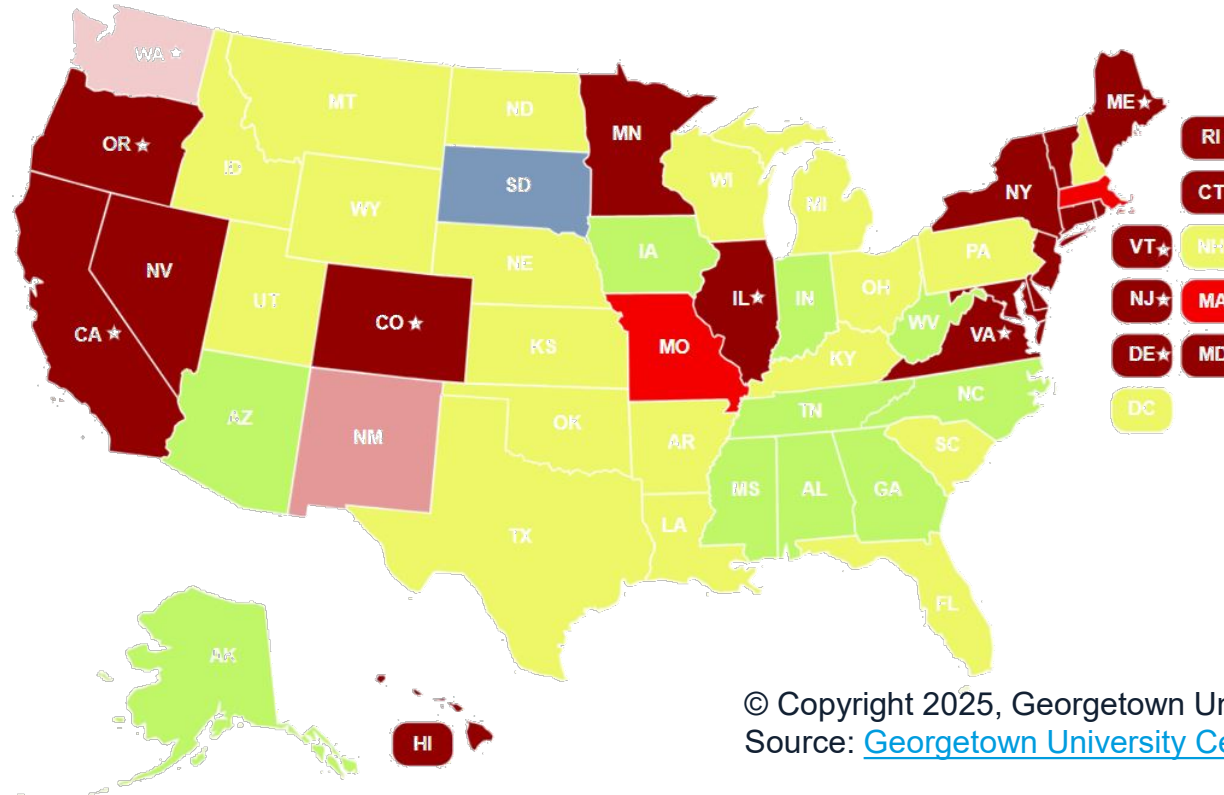 WA ★
MT
ND
MN
ME ★
OR ★
ID
SD
WI
NY
RI
WY
MI
CT
NV
NE
IA
PA
VT ★
NH
UT
IL ★
IN
OH
NJ ★
MA
CA ★
CO ★
KS
MO
WV
VA ★
KY
DE ★
MD
AZ
NM
OK
AR
TN
NC
DC
SC
MS
AL
GA
TX
LA
FL
AK
HI
© Copyright 2025, Georgetown
Source: Georgetown University